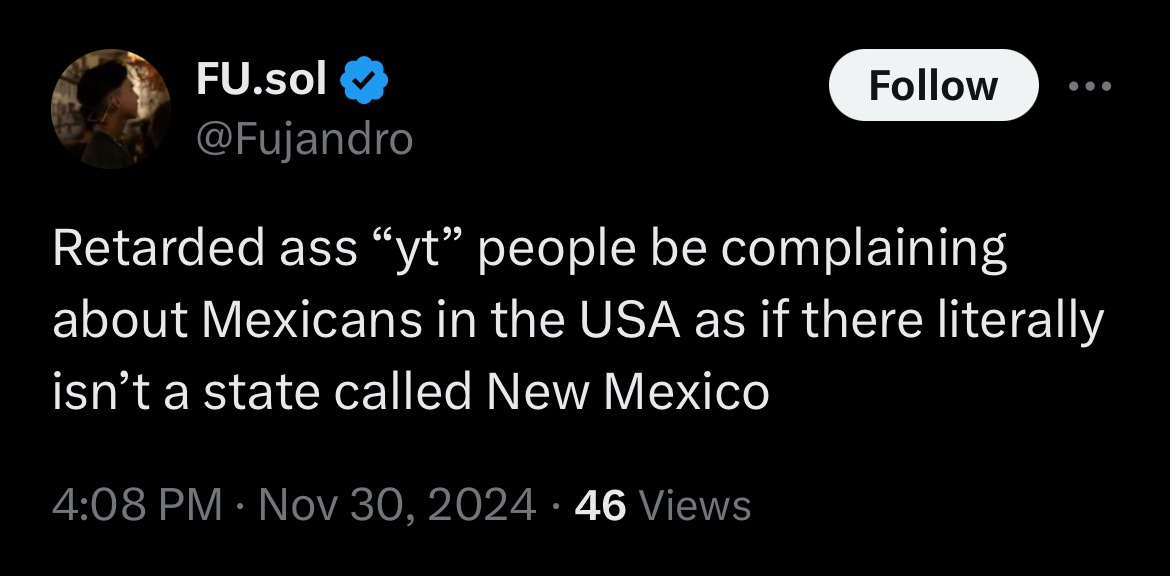 FU.sol
Follow
@Fujandro
Retarded ass “yt” people be complaining
about Mexicans in the USA as if there literally
isn’t a state called New Mexico
4:08 PM · Nov 30, 2024 · 46 Views